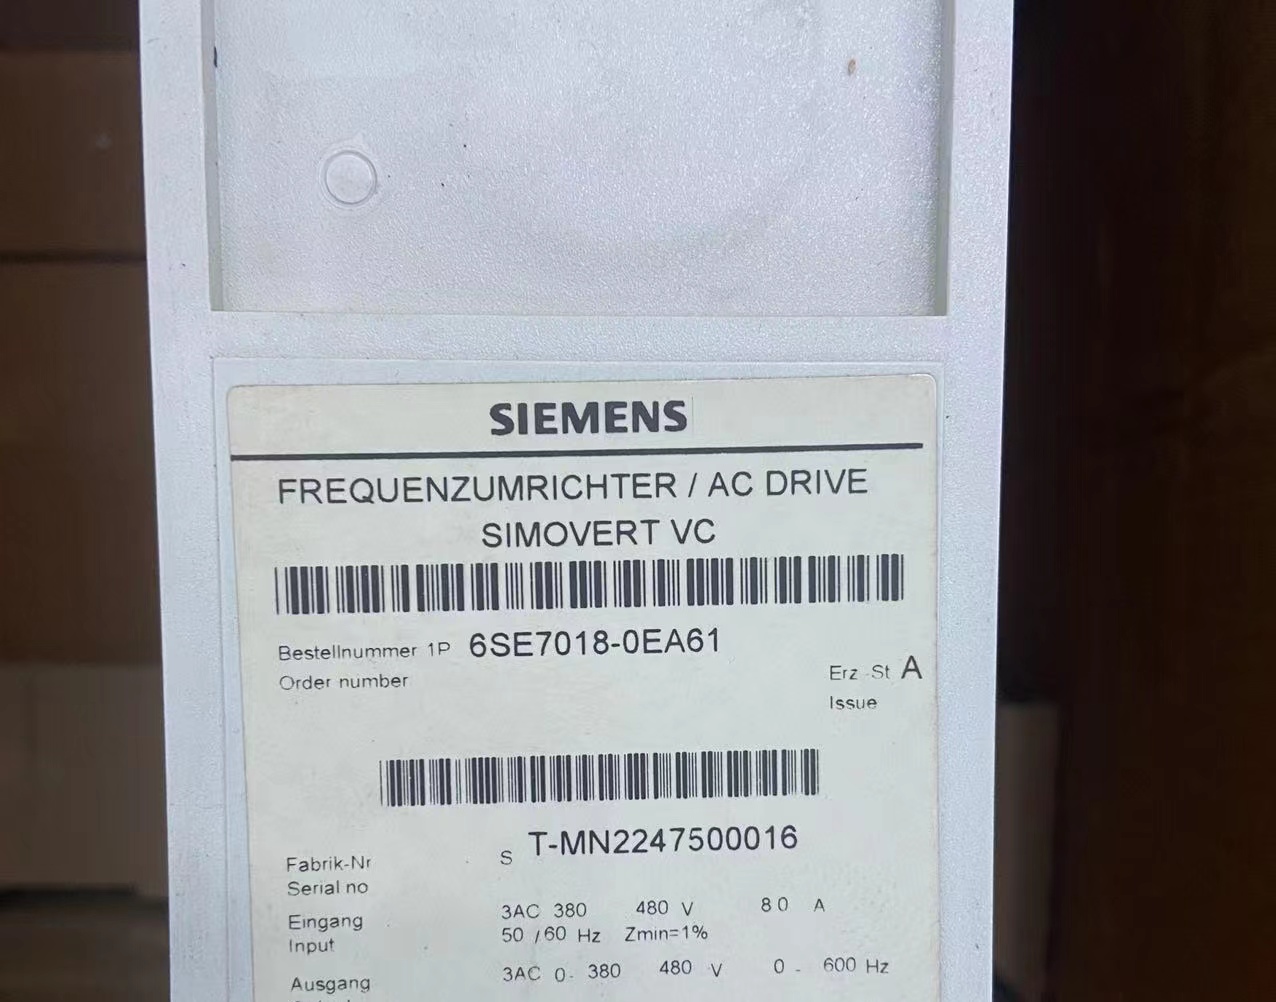 SIEMENS
FREQUENZUMRICHTER / AC DRIVE
SIMOVERT VC
Bestellnummer 1P 6SE7018-0EA61
Order number
Erz -St A
Issue
S T-MN2247500016
Fabrik-Nr
Serial no
Eingang 3AC 380 480 V 80 A
Input 50 /60 Hz Zmin=1%
Ausgang 3AC 0- 380 480 V 0 - 600 Hz